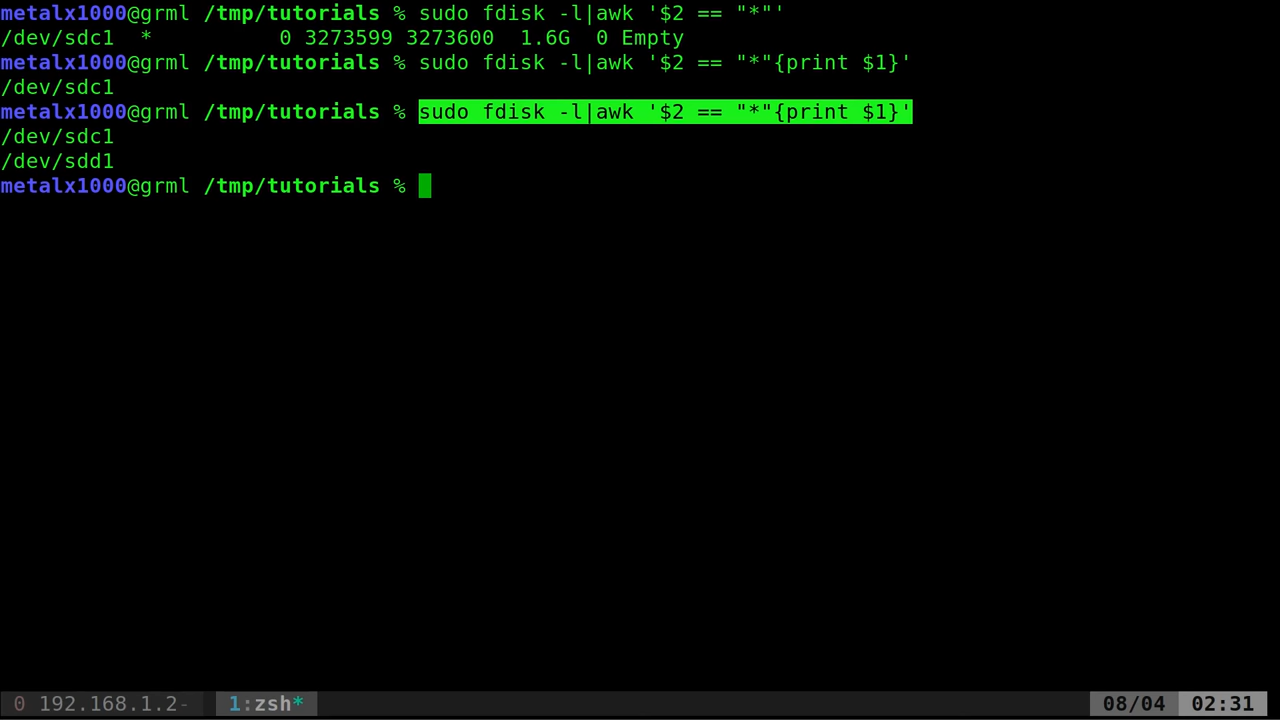 metalx1000@grml /tmp/tutorials % sudo fdisk -l|awk '$2 == "*"'
/dev/sdc1  *          0 3273599 3273600  1.6G  0 Empty
metalx1000@grml /tmp/tutorials % sudo fdisk -l|awk '$2 == "*"{print $1}'
/dev/sdc1
metalx1000@grml /tmp/tutorials % sudo fdisk -l|awk '$2 == "*"{print $1}'
/dev/sdc1
/dev/sdd1
metalx1000@grml /tmp/tutorials %
0 192.168.1.2- 1:zsh* 08/04 02:31